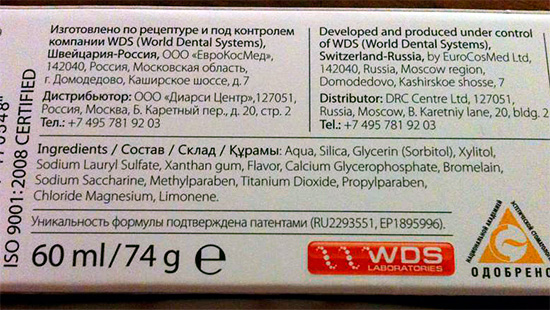 Изготовлено по рецептуре и под контролем
компании WDS (World Dental Systems),
Швейцария-Россия, ООО «ЕвроКосМед»,
142040, Россия, Московская область,
г. Домодедово, Каширское шоссе, д.7
Дистрибьютор: ООО «Диарси Центр»,127051,
Россия, Москва, Б. Каретный пер., д.20, стр. 2
Тел.: +7 495 781 92 03
Developed and produced under control
of WDS (World Dental Systems),
Switzerland-Russia, by EuroCosMed Ltd,
142040, Russia, Moscow region,
Domodedovo, Kashirskoe shosse, 7
Distributor: DRC Centre Ltd, 127051,
Russia, Moscow, B. Karetniy lane, 20, bldg. 2
Tel.: +7 495 781 92 03
Ingredients / Состав / Склад / Құрамы: Aqua, Silica, Glycerin (Sorbitol), Xylitol,
Sodium Lauryl Sulfate, Xanthan gum, Flavor, Calcium Glycerophosphate, Bromelain,
Sodium Saccharine, Methylparaben, Titanium Dioxide, Propylparaben,
Chloride Magnesium, Limonene.
Уникальность формулы подтверждена патентами (RU2293551, EP1895996).
60 ml/74 g e
WDS
LABORATORIES
ОДОБРЕНО
ISO 9001:2008 CERTIFIED